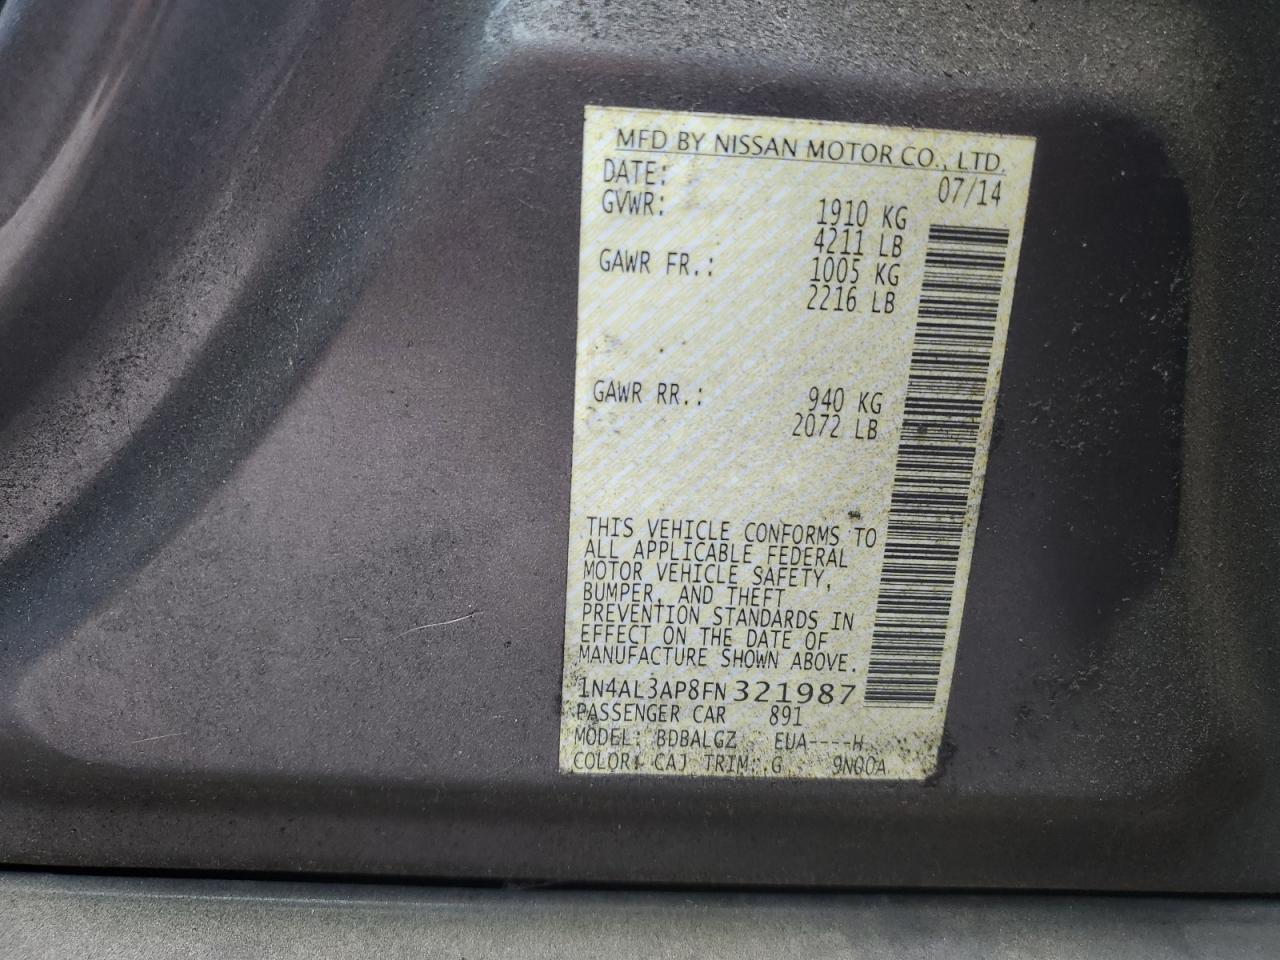 MFD BY NISSAN MOTOR CO., LTD.
DATE: 07/14
GVWR: 1910 KG
4211 LB
GAWR FR.: 1005 KG
2216 LB
GAWR RR.: 940 KG
2072 LB
THIS VEHICLE CONFORMS TO
ALL APPLICABLE FEDERAL
MOTOR VEHICLE SAFETY,
BUMPER, AND THEFT
PREVENTION STANDARDS IN
EFFECT ON THE DATE OF
MANUFACTURE SHOWN ABOVE.
1N4AL3AP8FN321987
PASSENGER CAR 891
MODEL: BDBALGZ EUA----H
COLOR: CAJ TRIM: G 9N00A